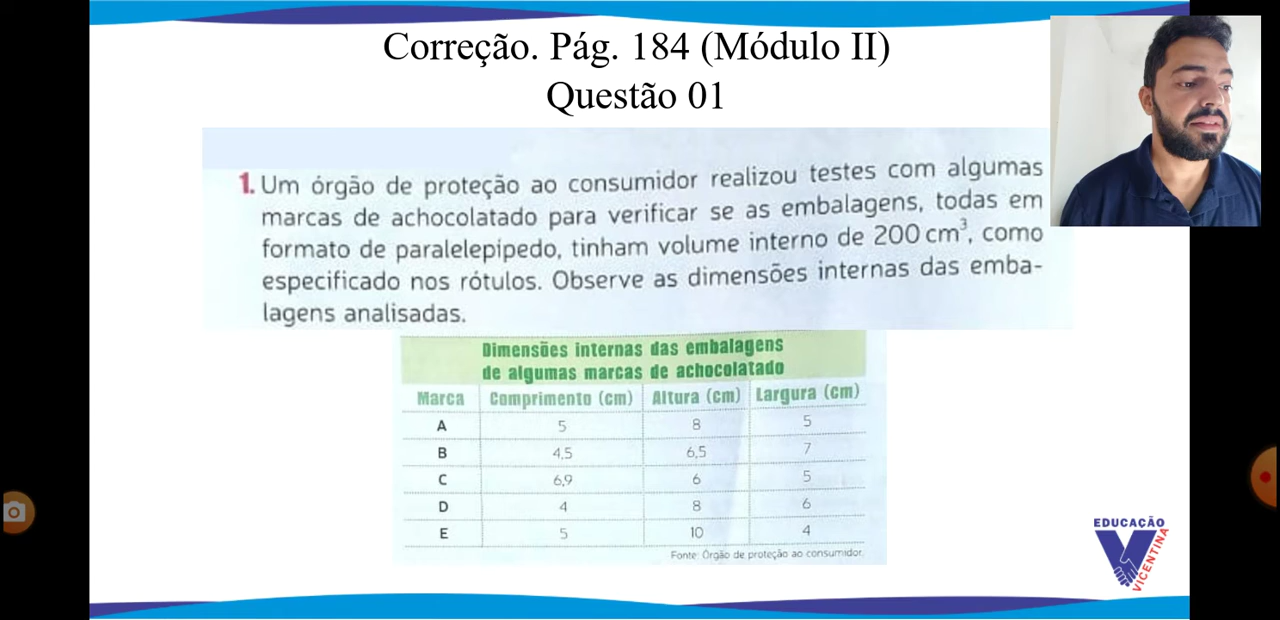 Correção. Pág. 184 (Módulo II)
Questão 01
1. Um órgão de proteção ao consumidor realizou testes com algumas
marcas de achocolatado para verificar se as embalagens, todas em
formato de paralelepípedo, tinham volume interno de 200 cm³, como
especificado nos rótulos. Observe as dimensões internas das emba-
lagens analisadas.
Dimensões internas das embalagens
de algumas marcas de achocolatado
Marca Comprimento (cm) Altura (cm) Largura (cm)
A 5 8 5
B 4,5 6,5 7
C 6,9 6 5
D 4 8 6
E 5 10 4
Fonte: Órgão de proteção ao consumidor.
EDUCAÇÃO
VICENTINA